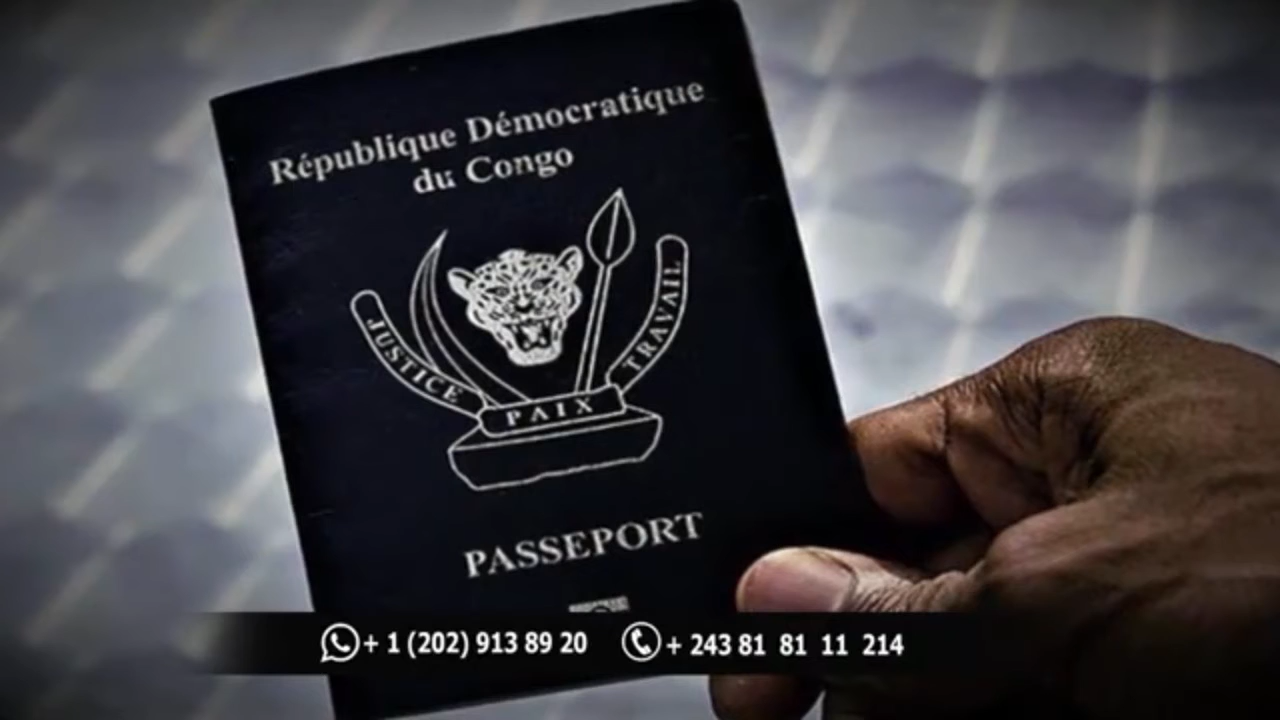 République Démocratique
du Congo
JUSTICE
PAIX
TRAVAIL
PASSEPORT
+ 1 (202) 913 89 20
+ 243 81 81 11 214